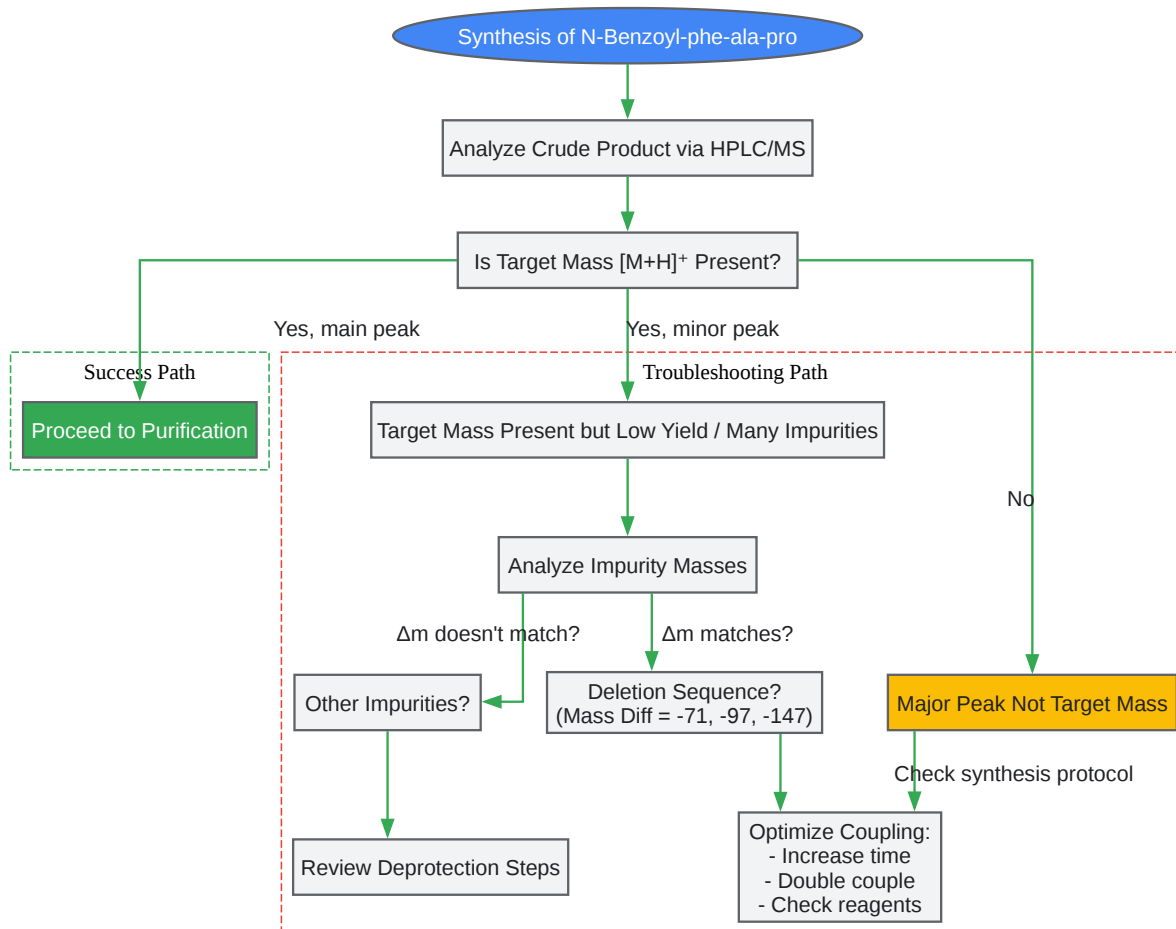 Synthesis of N-Benzoyl-phe-ala-pro
Analyze Crude Product via HPLC/MS
Is Target Mass [M+H]⁺ Present?
Yes, main peak
Yes, minor peak
Success Path
Troubleshooting Path
Proceed to Purification
Target Mass Present but Low Yield / Many Impurities
No
Analyze Impurity Masses
Δm doesn't match?
Δm matches?
Other Impurities?
Deletion Sequence?
(Mass Diff = -71, -97, -147)
Major Peak Not Target Mass
Check synthesis protocol
Review Deprotection Steps
Optimize Coupling:
- Increase time
- Double couple
- Check reagents